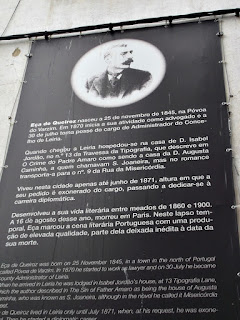 Eça de Queiroz nasceu a 25 de novembro de 1845, na Póvoa
do Varzim. Em 1870 inicia a sua atividade como advogado e a
30 de julho toma posse do cargo de Administrador do Conce-
lho de Leiria.
Quando chegou a Leiria hospedou-se na casa de D. Isabel
Jordão, no n.º 13 da Travessa da Tipografia, que descreve em
O Crime do Padre Amaro como sendo a casa da D. Augusta
Caminha, a quem chamavam S. Joaneira, mas no romance
transporta-a para o nº 9 da Rua da Misericórdia.
Viveu nesta cidade apenas até junho de 1871, altura em que a
seu pedido é exonerado do cargo, passando a dedicar-se à
carreira diplomática.
Desenvolveu a sua vida literária entre meados de 1860 e 1900.
A 16 de agosto desse ano, morreu em Paris. Neste lapso tem-
poral, Eça marcou a cena literária Portuguesa com uma produ-
ção de elevada qualidade, parte dela deixada inédita à data da
sua morte.
Eça de Queiroz was born on 25 November 1845, in a town in the north of Portugal
called Póvoa de Varzim. In 1870 he started to work as lawyer and on 30 July he became
County Administrator of Leiria.
When he arrived in Leiria he was lodged in Isabel Jordão's house, at 13 Tipografia Lane,
which the author described in The Sin of Father Amaro as being the house of Augusta
Caminha, who was known as S. Joaneira, although in the novel he called it Misericórdia
Street.
Eça de Queiroz lived in Leiria only until July 1871, when, at his request, he was exone-